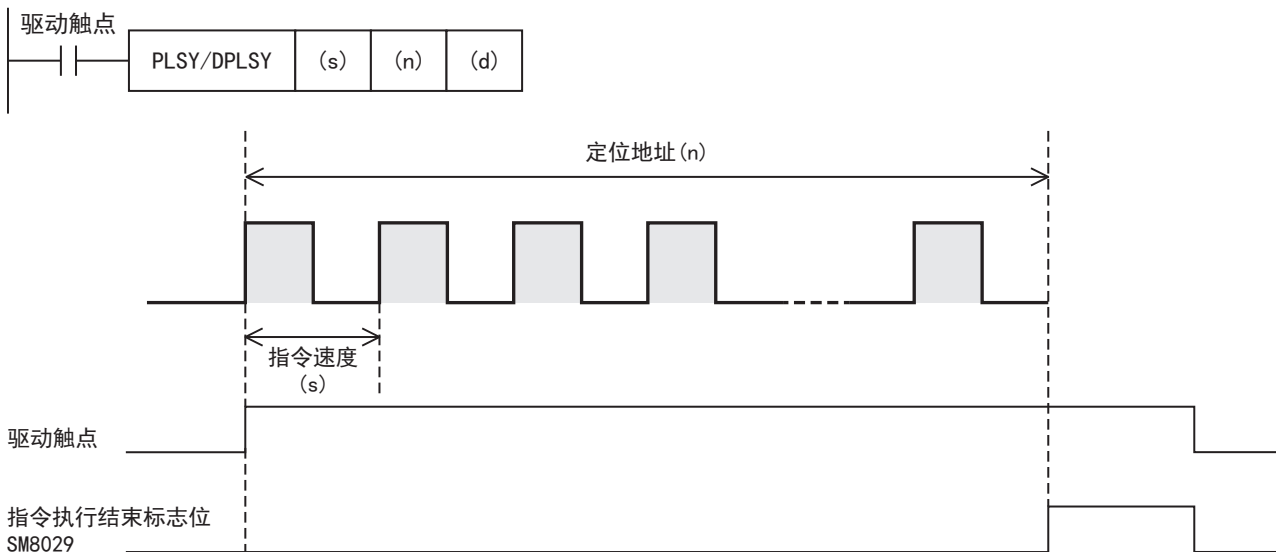 驱动触点
PLSY/DPLSY (s) (n) (d)
定位地址(n)
指令速度
(s)
驱动触点
指令执行结束标志位
SM8029